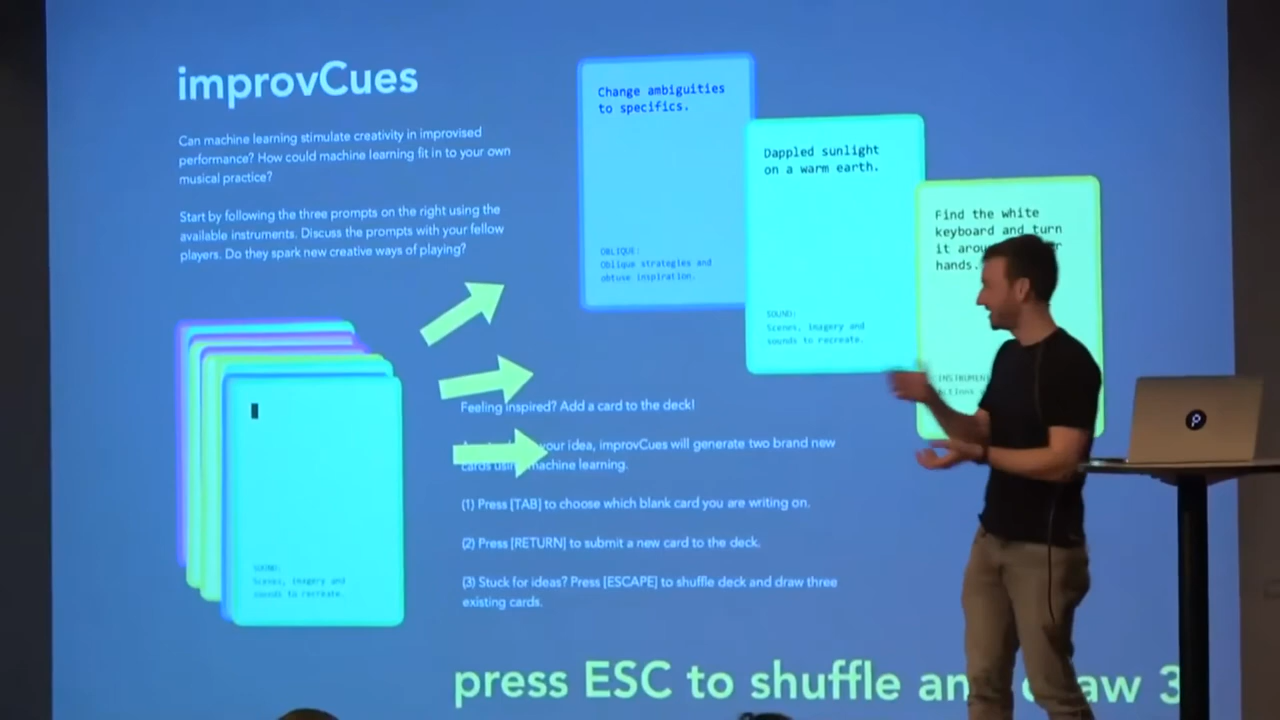 improvCues
Can machine learning stimulate creativity in improvised
performance? How could machine learning fit in to your own
musical practice?
Start by following the three prompts on the right using the
available instruments. Discuss the prompts with your fellow
players. Do they spark new creative ways of playing?
Change ambiguities
to specifics.
OBLIQUE:
Oblique strategies and
obtuse inspiration.
Dappled sunlight
on a warm earth.
SOUND:
Scenes, imagery and
sounds to recreate.
Find the white
keyboard and turn
it
hands.
SOUND:
Scenes, imagery and
sounds to recreate.
Feeling inspired? Add a card to the deck!
your idea, improvCues will generate two brand new
cards using machine learning.
(1) Press [TAB] to choose which blank card you are writing on.
(2) Press [RETURN] to submit a new card to the deck.
(3) Stuck for ideas? Press [ESCAPE] to shuffle deck and draw three
existing cards.
press ESC to shuffle and draw 3